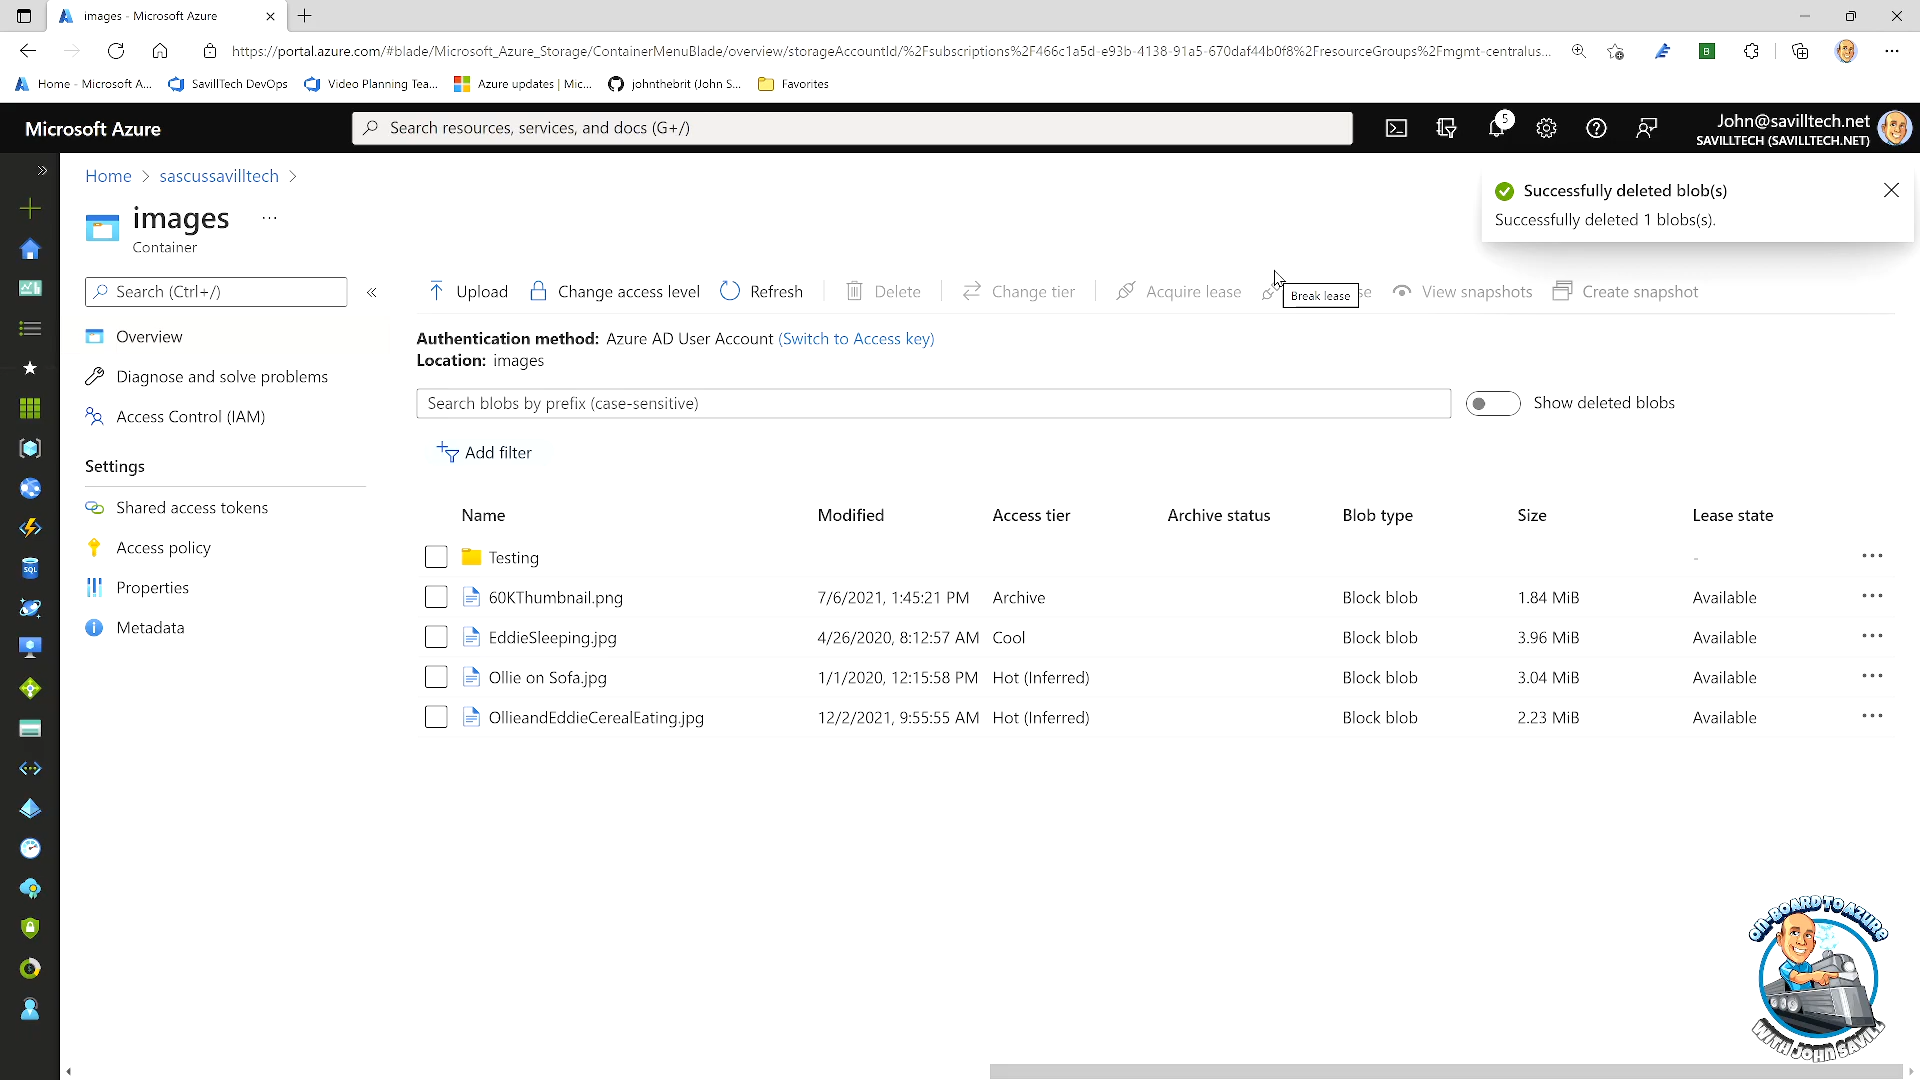 images - Microsoft Azure
https://portal.azure.com/#blade/Microsoft_Azure_Storage/ContainerMenuBlade/overview/storageAccountId/%2Fsubscriptions%2F466c1a5d-e93b-4138-91a5-670daf44b0f8%2FresourceGroups%2Fmgmt-centralus...
Home - Microsoft A...
SavillTech DevOps
Video Planning Tea...
Azure updates | Mic...
johnthebrit (John S...
Favorites
Microsoft Azure
Search resources, services, and docs (G+/)
5
John@savilltech.net
SAVILLTECH (SAVILLTECH.NET)
Home > sascussavilltech >
Successfully deleted blob(s)
Successfully deleted 1 blobs(s).
images ...
Container
Search (Ctrl+/)
Upload
Change access level
Refresh
Delete
Change tier
Acquire lease
Break lease
View snapshots
Create snapshot
Overview
Diagnose and solve problems
Access Control (IAM)
Settings
Shared access tokens
Access policy
Properties
Metadata
Authentication method: Azure AD User Account (Switch to Access key)
Location: images
Search blobs by prefix (case-sensitive)
Show deleted blobs
Add filter
Name Modified Access tier Archive status Blob type Size Lease state
Testing -
60KThumbnail.png 7/6/2021, 1:45:21 PM Archive Block blob 1.84 MiB Available
EddieSleeping.jpg 4/26/2020, 8:12:57 AM Cool Block blob 3.96 MiB Available
Ollie on Sofa.jpg 1/1/2020, 12:15:58 PM Hot (Inferred) Block blob 3.04 MiB Available
OllieandEddieCerealEating.jpg 12/2/2021, 9:55:55 AM Hot (Inferred) Block blob 2.23 MiB Available
SQL
ON-BOARD TO AZURE
WITH JOHN SAVILL